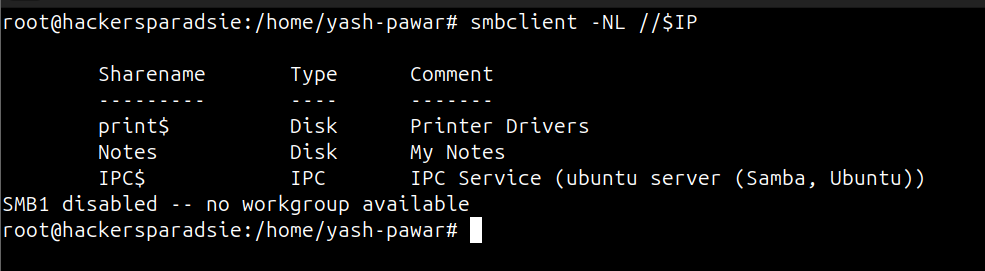 root@hackersparadsie:/home/yash-pawar# smbclient -NL //$IP
Sharename Type Comment
--------- ---- -------
print$ Disk Printer Drivers
Notes Disk My Notes
IPC$ IPC IPC Service (ubuntu server (Samba, Ubuntu))
SMB1 disabled -- no workgroup available
root@hackersparadsie:/home/yash-pawar#